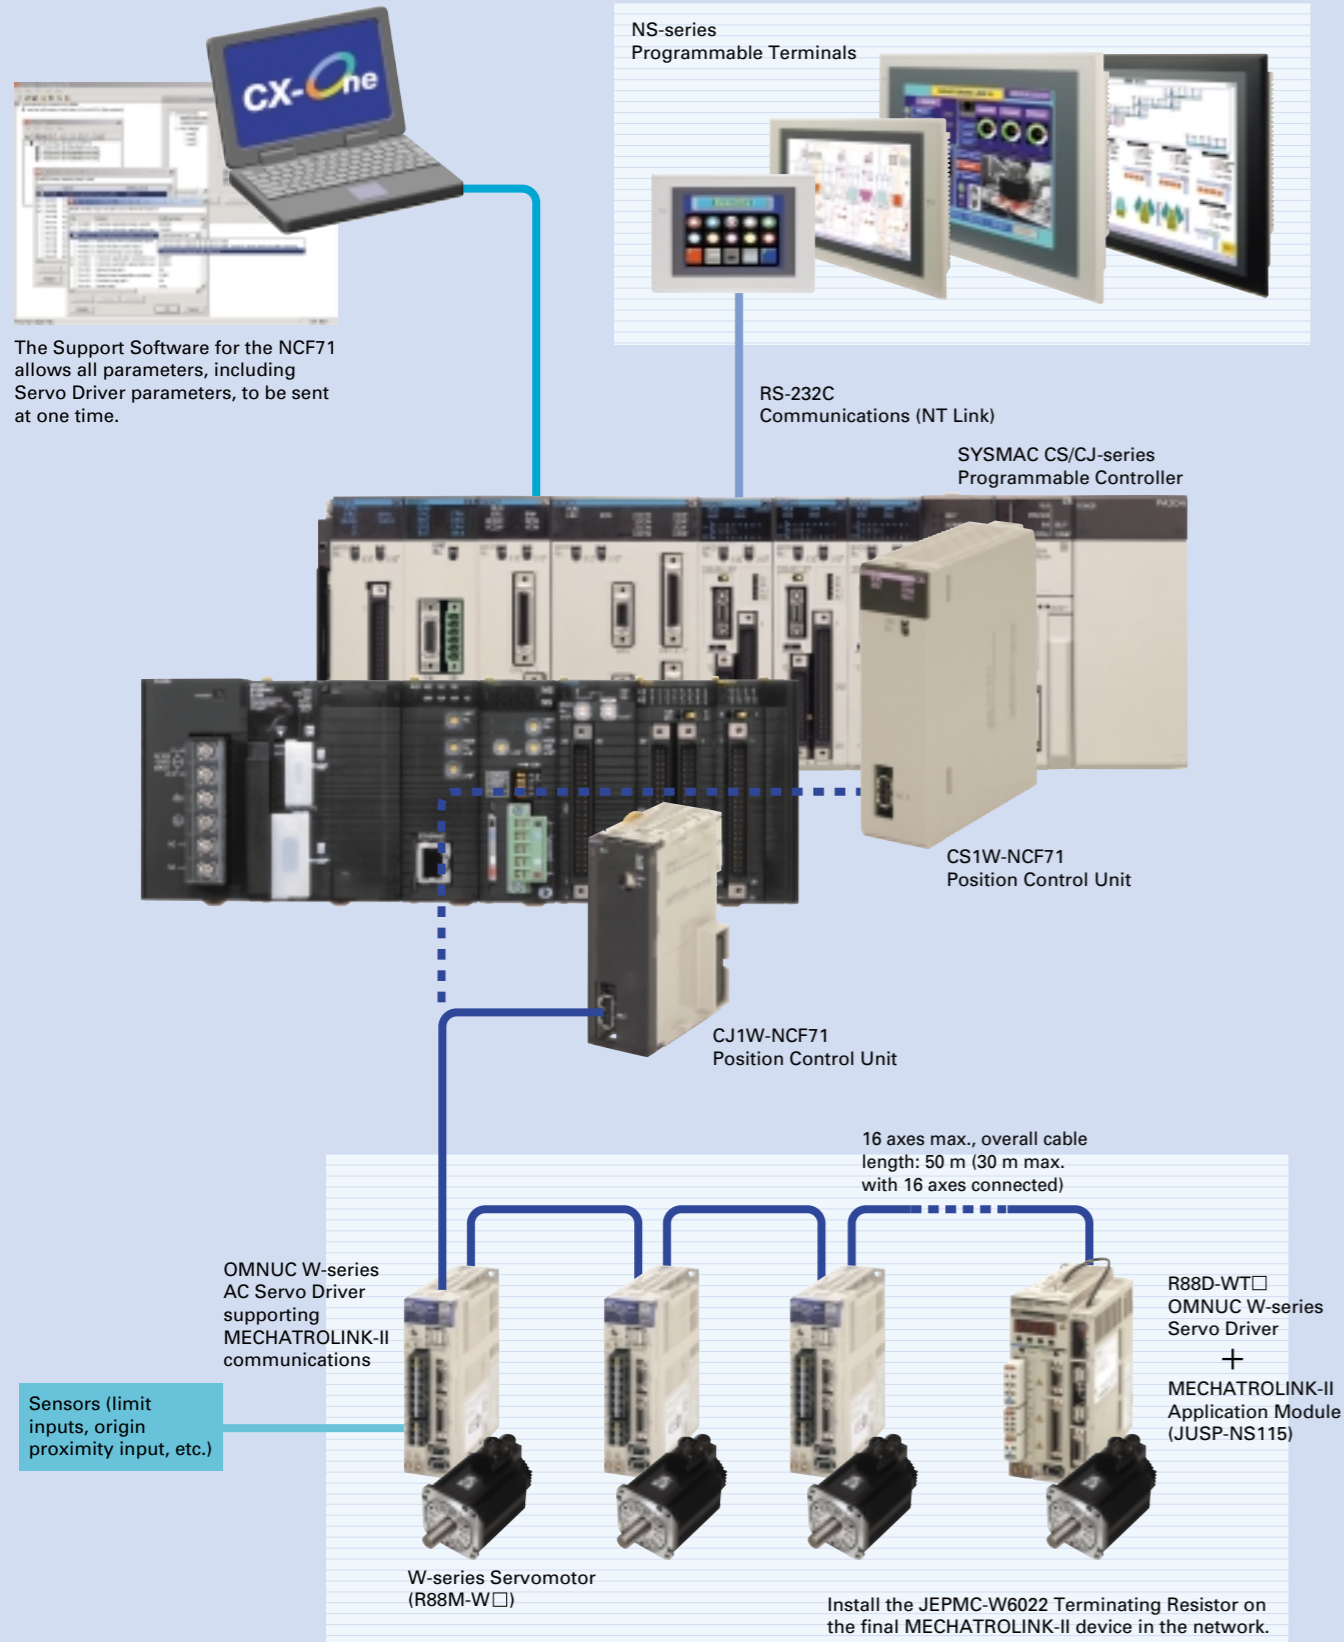 CX-One
NS-series
Programmable Terminals
The Support Software for the NCF71
allows all parameters, including
Servo Driver parameters, to be sent
at one time.
RS-232C
Communications (NT Link)
SYSMAC CS/CJ-series
Programmable Controller
CS1W-NCF71
Position Control Unit
CJ1W-NCF71
Position Control Unit
16 axes max., overall cable
length: 50 m (30 m max.
with 16 axes connected)
OMNUC W-series
AC Servo Driver
supporting
MECHATROLINK-II
communications
R88D-WT□
OMNUC W-series
Servo Driver
+
MECHATROLINK-II
Application Module
(JUSP-NS115)
Sensors (limit
inputs, origin
proximity input, etc.)
W-series Servomotor
(R88M-W□)
Install the JEPMC-W6022 Terminating Resistor on
the final MECHATROLINK-II device in the network.